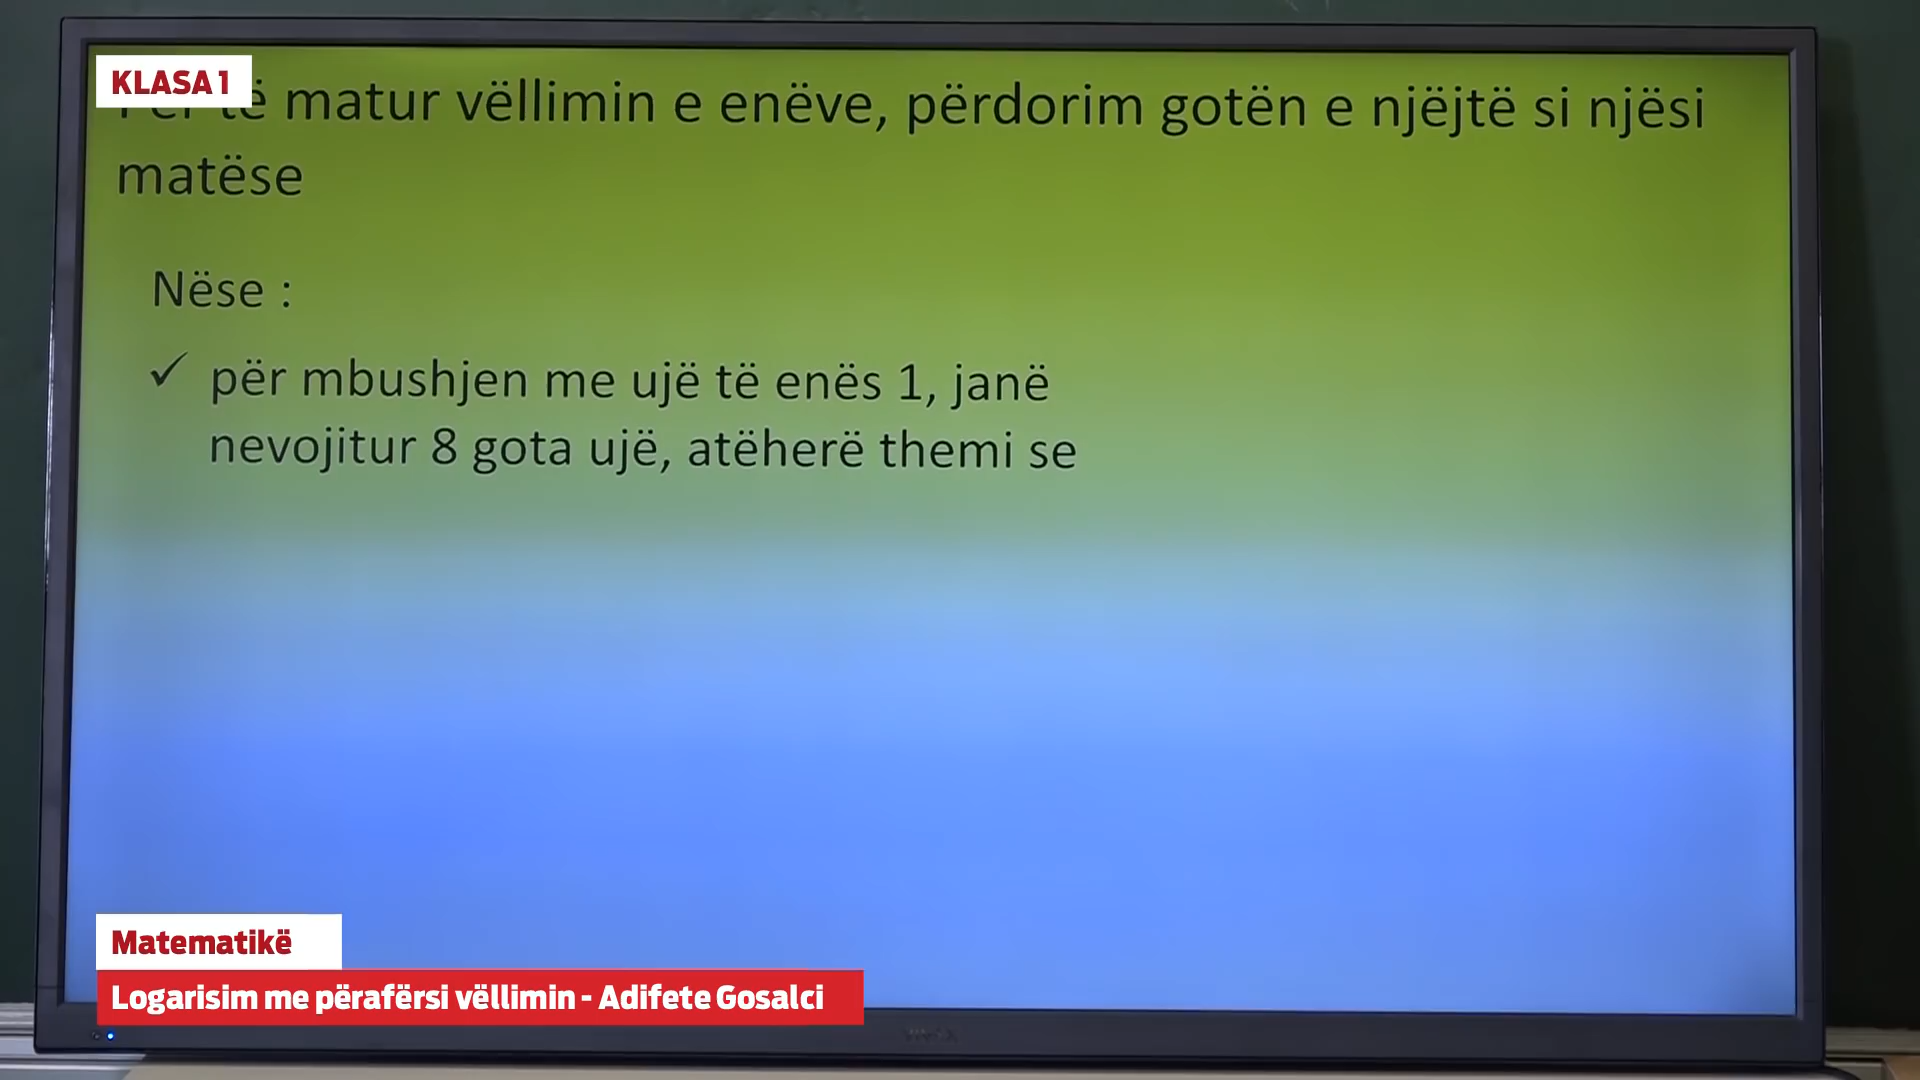 KLASA 1
të matur vëllimin e enëve, përdorim gotën e njëjtë si njësi
matëse
Nëse :
✓ për mbushjen me ujë të enës 1, janë
nevojitur 8 gota ujë, atëherë themi se
Matematikë
Logarisim me përafërsi vëllimin - Adifete Gosalci